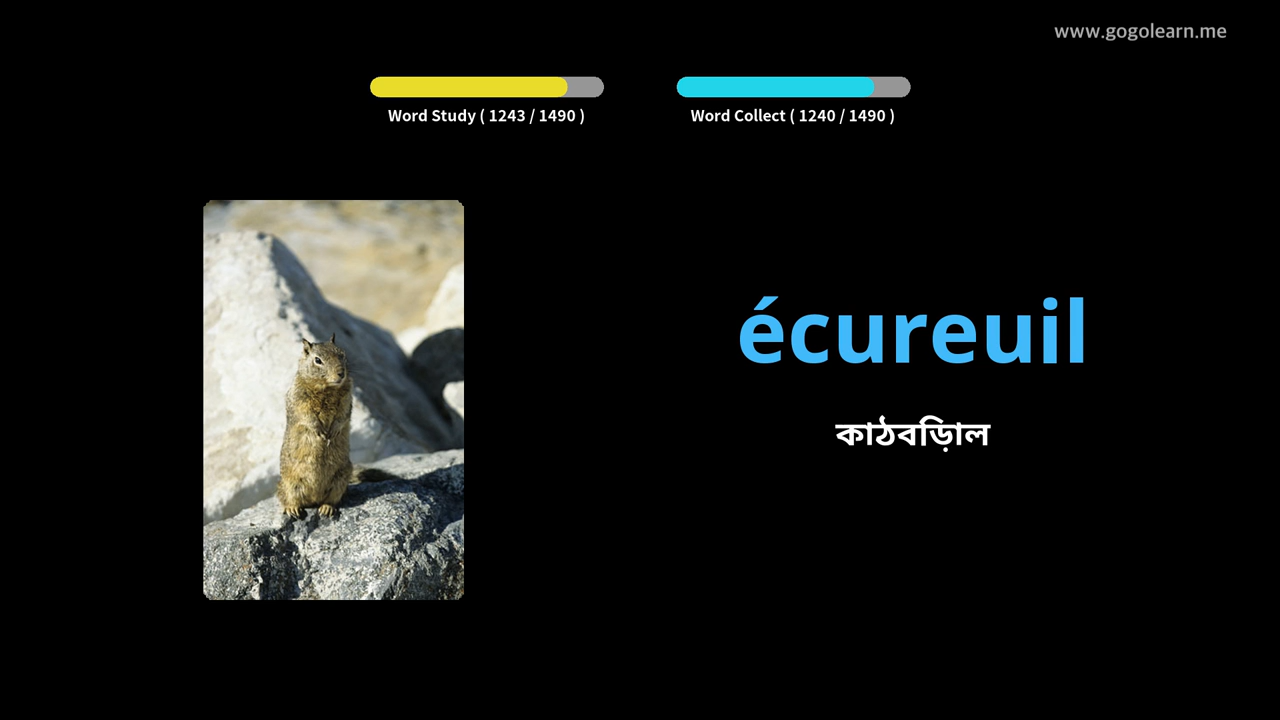 www.gogolearn.me
Word Study ( 1243 / 1490 )
Word Collect ( 1240 / 1490 )
écureuil
কাঠবিড়াল